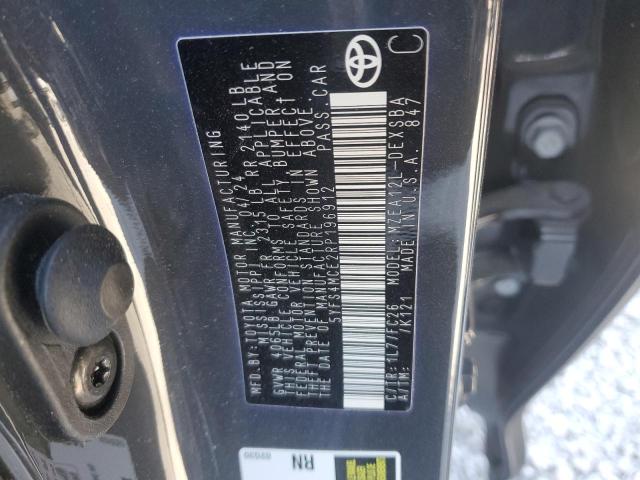 MFD.BY:TOYOTA MOTOR MANUFACTURING
MISSISSIPPI,INC. 04/24
GVWR 4065LB GAWR FR 2315 LB RR 2140 LB
THIS VEHICLE CONFORMS TO ALL APPLICABLE
FEDERAL MOTOR VEHICLE SAFETY BUMPER, AND
THEFT PREVENTION STANDARDS IN EFFECT ON
THE DATE OF MANUFACTURE SHOWN ABOVE.
5YFS4MCE2RP196912 PASS. CAR
C/TR: 1L7/FC26 MODEL: MZEA12L-DEXSBA
A/TM: /K121 MADE IN U.S.A. 847
C
RN